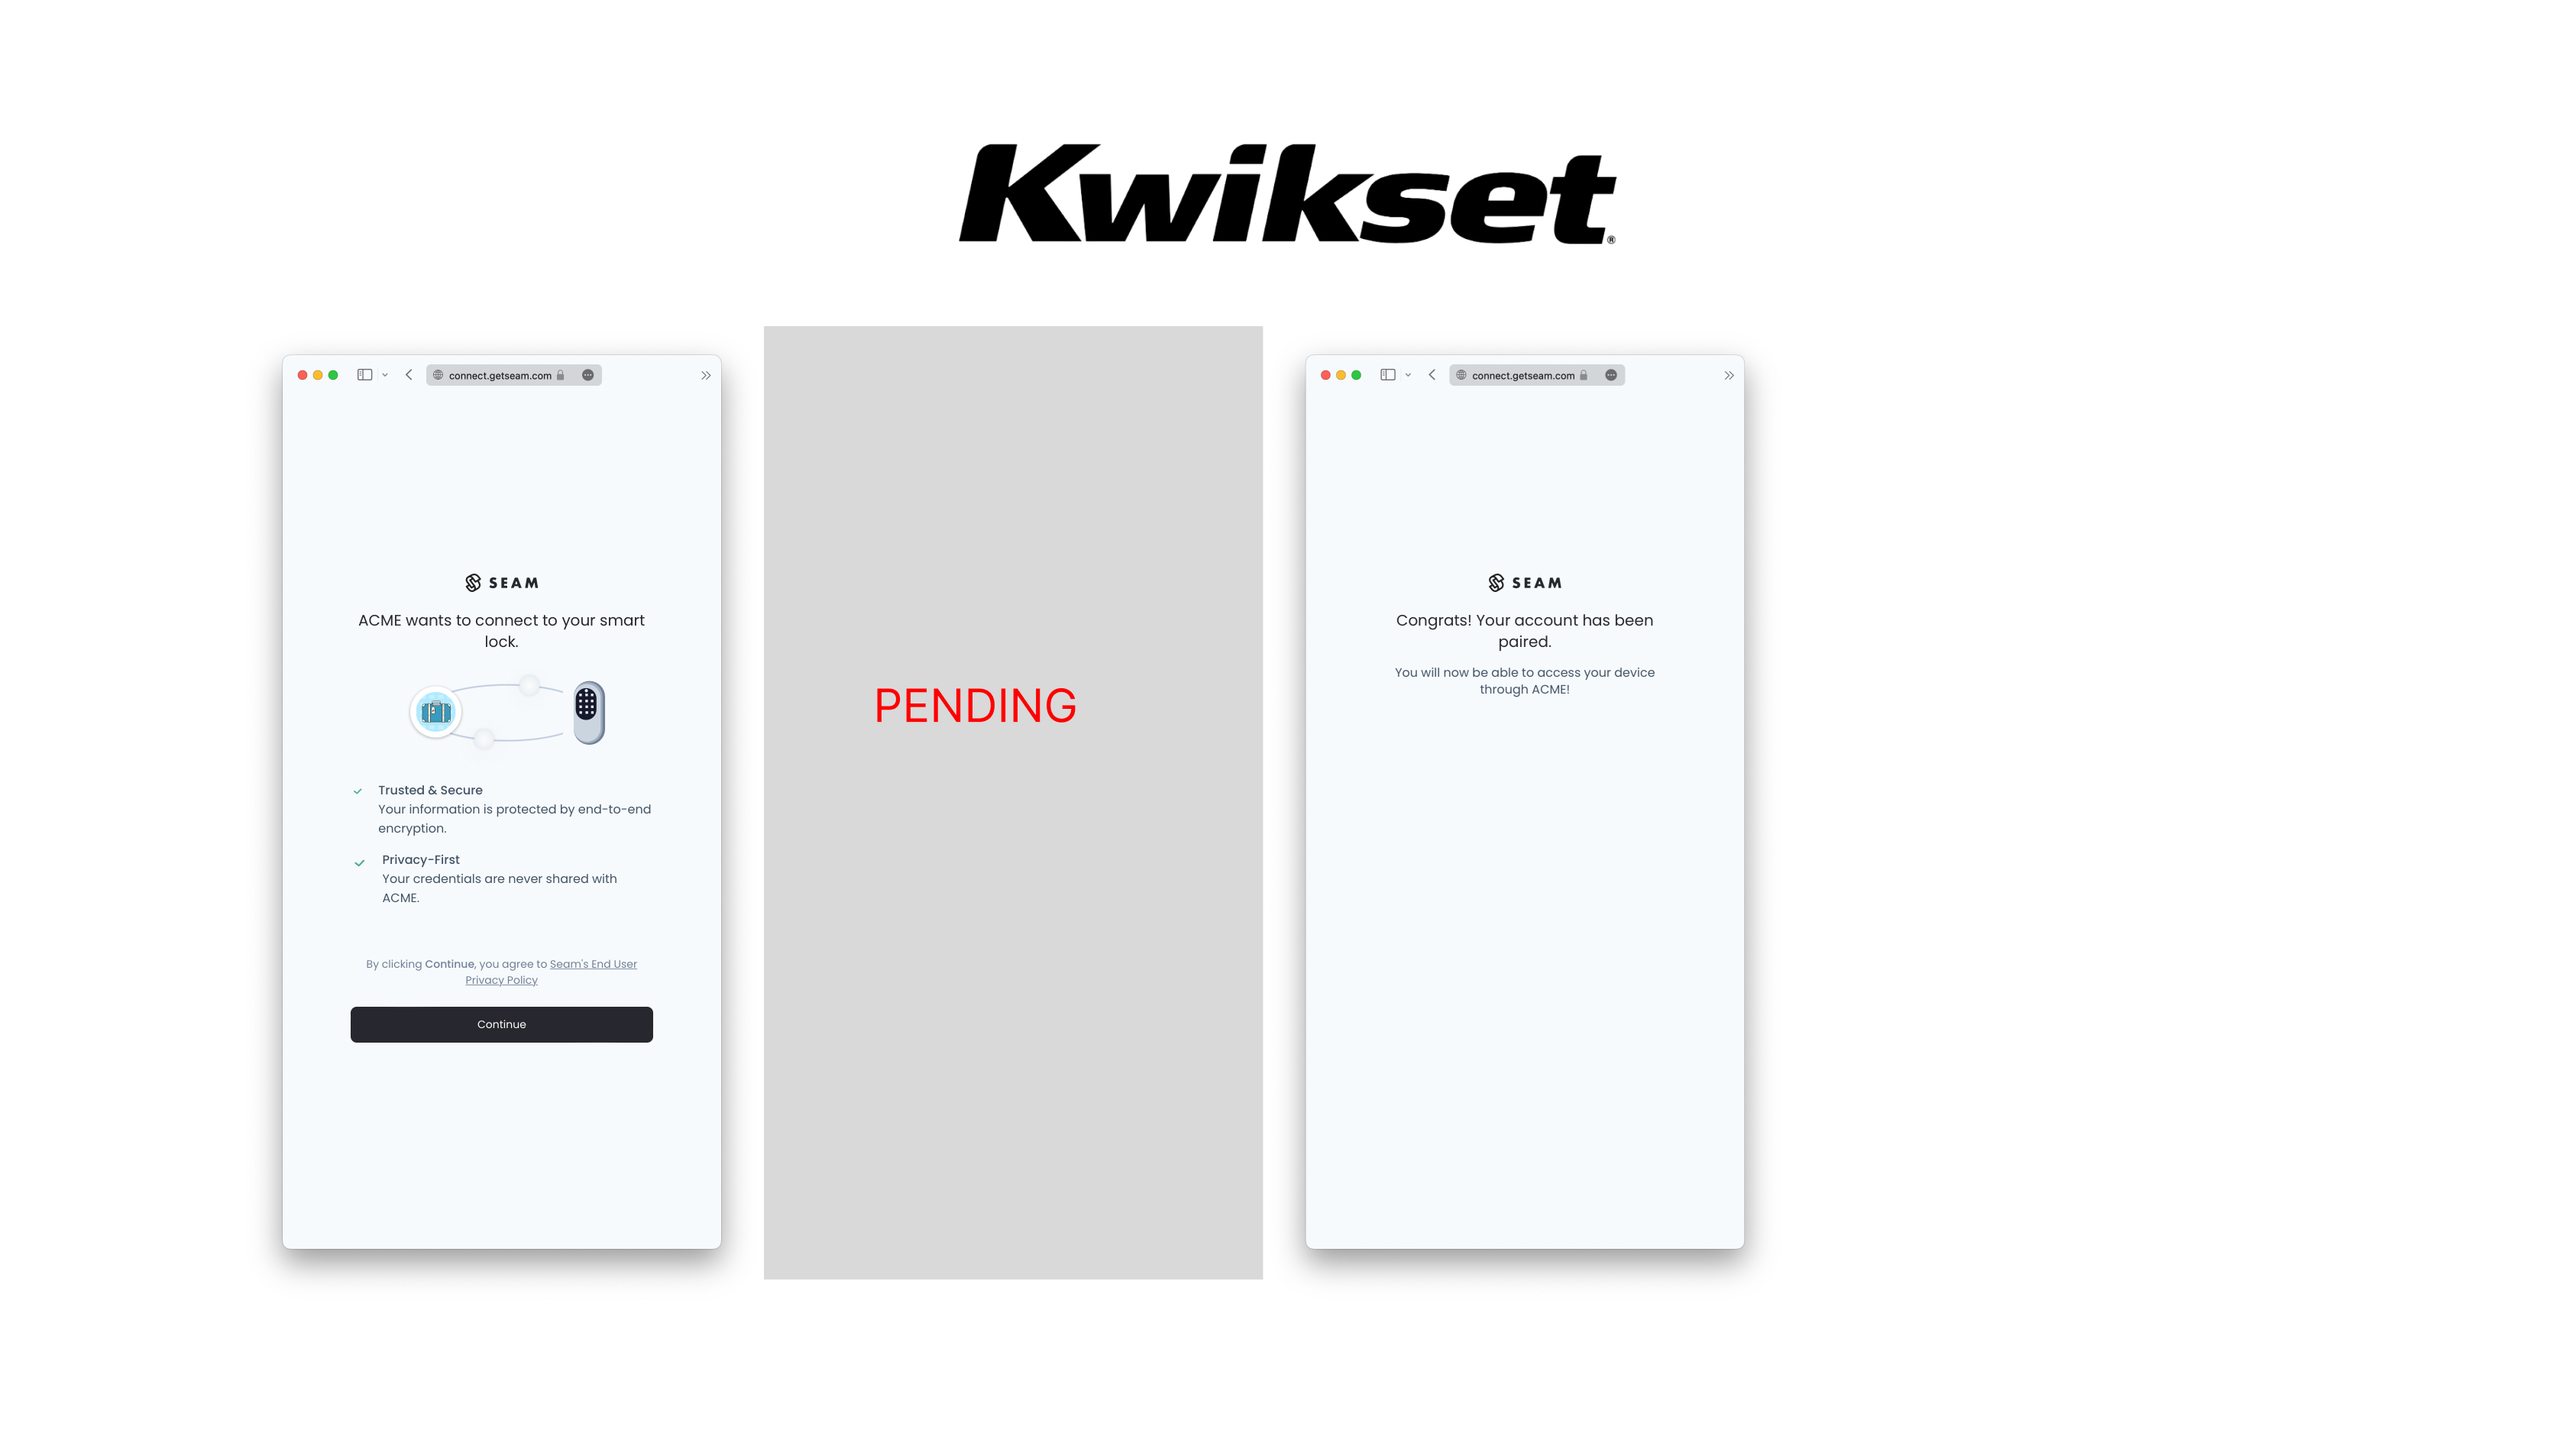 Kwikset®
connect.getseam.com
SEAM
ACME wants to connect to your smart
lock.
Trusted & Secure
Your information is protected by end-to-end
encryption.
Privacy-First
Your credentials are never shared with
ACME.
By clicking Continue, you agree to Seam's End User
Privacy Policy
Continue
PENDING
connect.getseam.com
SEAM
Congrats! Your account has been
paired.
You will now be able to access your device
through ACME!